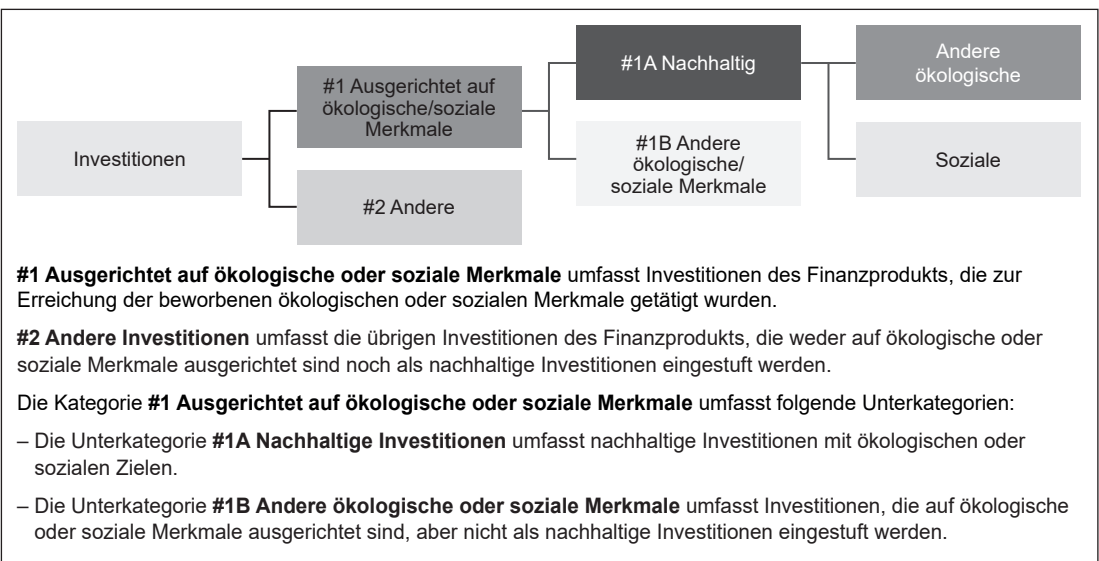 Investitionen
#1 Ausgerichtet auf
ökologische/soziale
Merkmale
#2 Andere
#1A Nachhaltig
#1B Andere
ökologische/
soziale Merkmale
Andere
ökologische
Soziale
#1 Ausgerichtet auf ökologische oder soziale Merkmale umfasst Investitionen des Finanzprodukts, die zur
Erreichung der beworbenen ökologischen oder sozialen Merkmale getätigt wurden.
#2 Andere Investitionen umfasst die übrigen Investitionen des Finanzprodukts, die weder auf ökologische oder
soziale Merkmale ausgerichtet sind noch als nachhaltige Investitionen eingestuft werden.
Die Kategorie #1 Ausgerichtet auf ökologische oder soziale Merkmale umfasst folgende Unterkategorien:
– Die Unterkategorie #1A Nachhaltige Investitionen umfasst nachhaltige Investitionen mit ökologischen oder
sozialen Zielen.
– Die Unterkategorie #1B Andere ökologische oder soziale Merkmale umfasst Investitionen, die auf ökologische
oder soziale Merkmale ausgerichtet sind, aber nicht als nachhaltige Investitionen eingestuft werden.